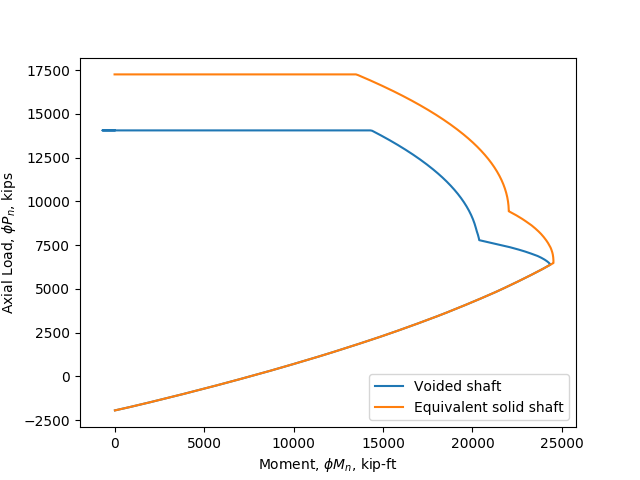 17500
15000
12500
10000
7500
5000
2500
0
−2500
Axial Load, ϕPₙ, kips
Voided shaft
Equivalent solid shaft
0 5000 10000 15000 20000 25000
Moment, ϕMₙ, kip-ft